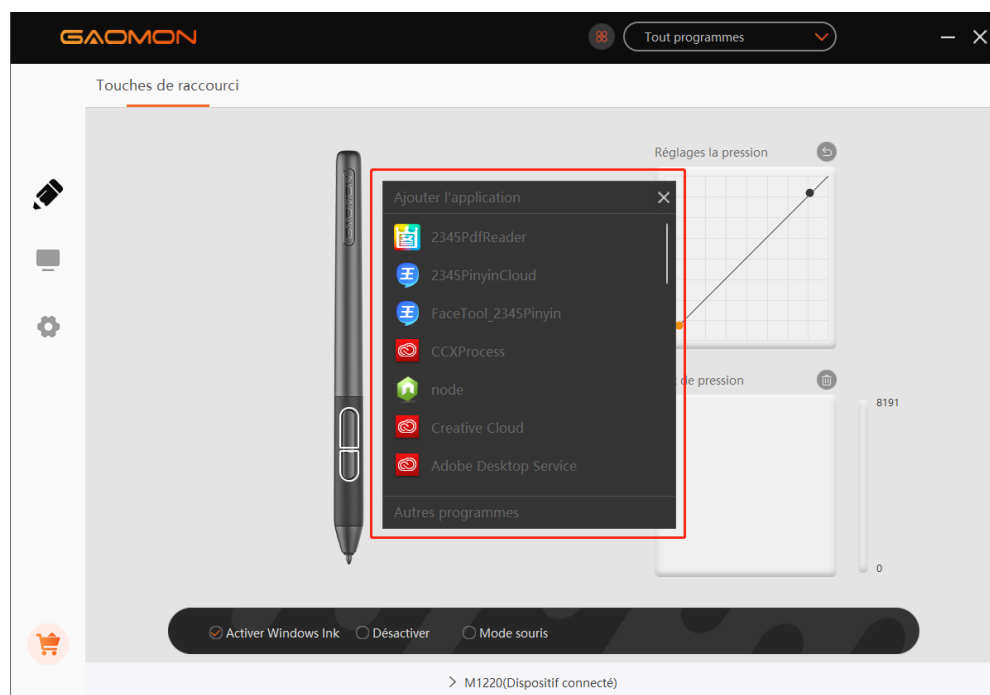 GAOMON
Tout programmes
Touches de raccourci
Réglages la pression
GAOMON
Ajouter l'application
2345PdfReader
2345PinyinCloud
FaceTool_2345Pinyin
CCXProcess
node
Creative Cloud
Adobe Desktop Service
Autres programmes
de pression
8191
0
Activer Windows Ink
Désactiver
Mode souris
M1220(Dispositif connecté)